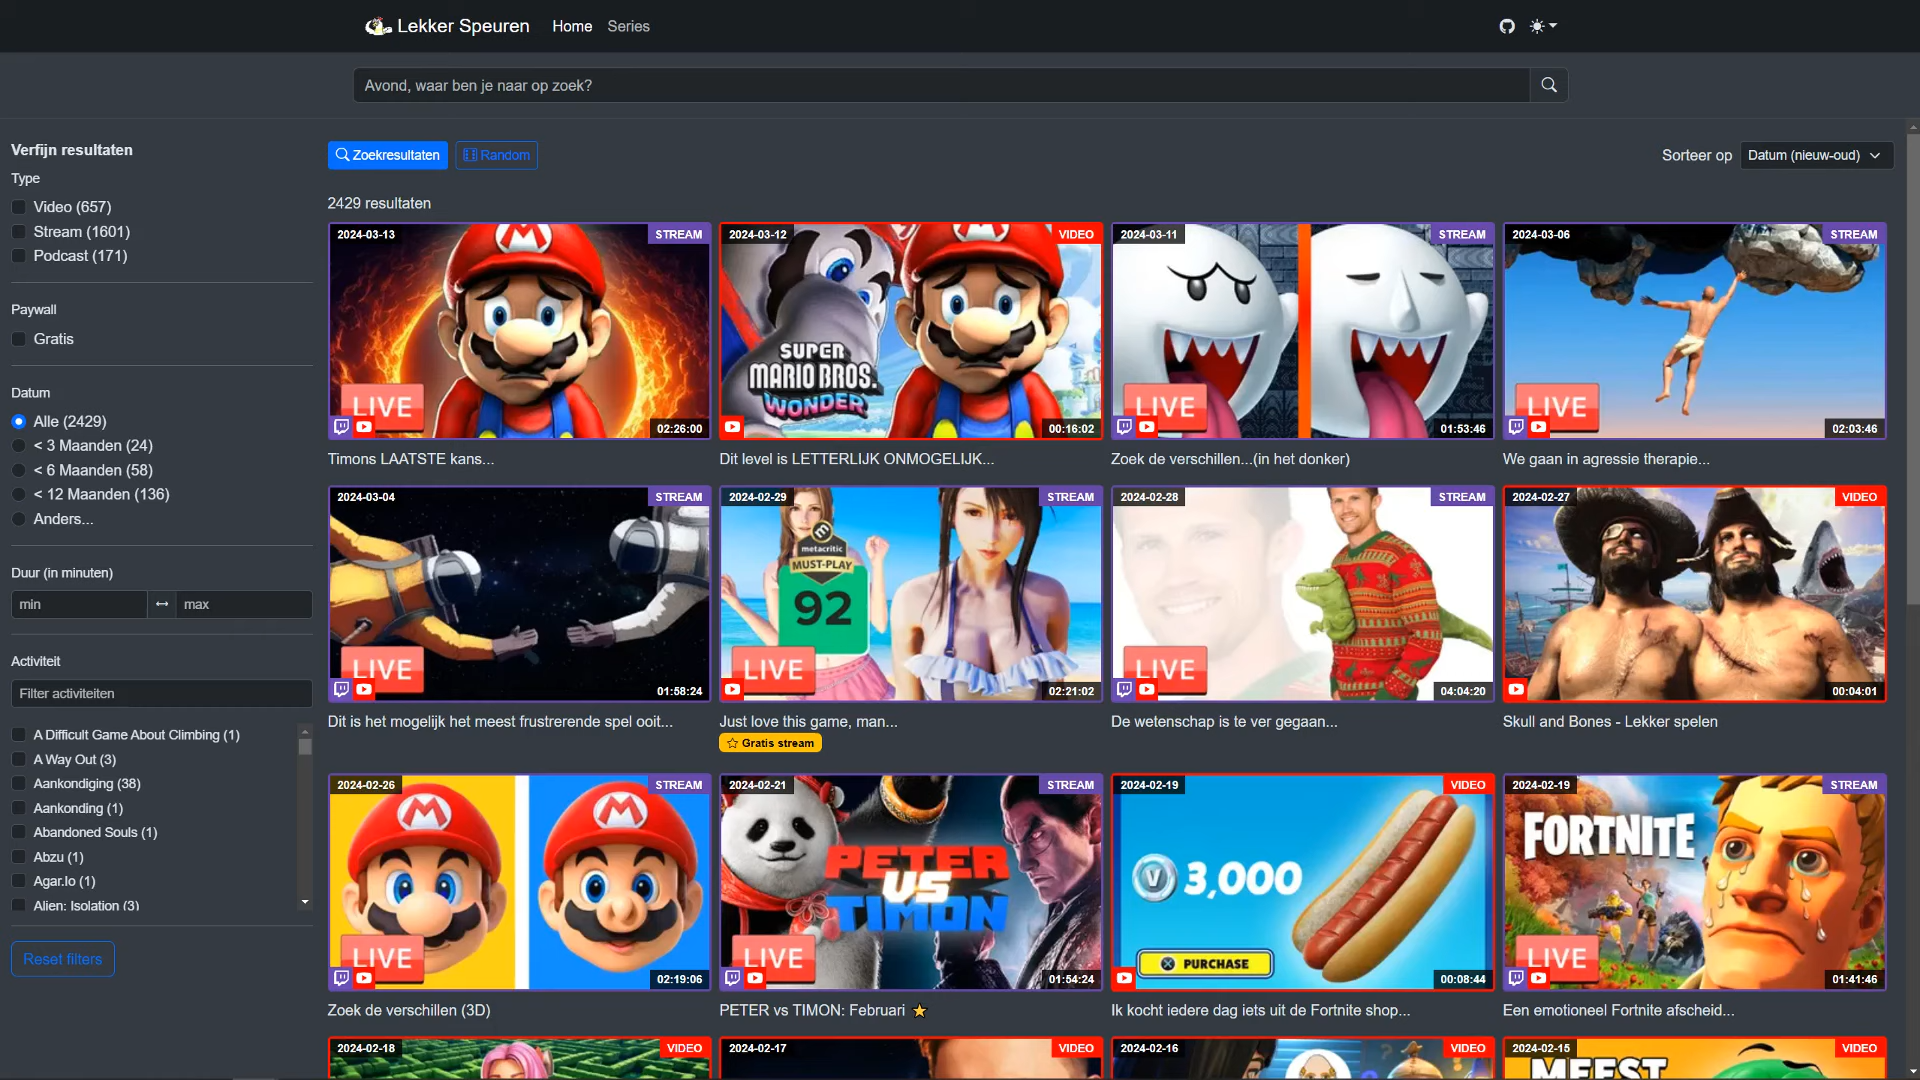 Lekker Speuren Home Series
Avond, waar ben je naar op zoek?
Verfijn resultaten
Type
Video (657)
Stream (1601)
Podcast (171)
Paywall
Gratis
Datum
Alle (2429)
< 3 Maanden (24)
< 6 Maanden (58)
< 12 Maanden (136)
Anders...
Duur (in minuten)
min
max
Activiteit
Filter activiteiten
A Difficult Game About Climbing (1)
A Way Out (3)
Aankondiging (38)
Aankonding (1)
Abandoned Souls (1)
Abzu (1)
Agar.Io (1)
Alien: Isolation (3)
Reset filters
Zoekresultaten
Random
Sorteer op
Datum (nieuw-oud)
2429 resultaten
2024-03-13
STREAM
M
LIVE
02:26:00
Timons LAATSTE kans...
2024-03-12
VIDEO
M
SUPER
MARIO BROS.
WONDER
00:16:02
Dit level is LETTERLIJK ONMOGELIJK...
2024-03-11
STREAM
LIVE
01:53:46
Zoek de verschillen...(in het donker)
2024-03-06
STREAM
LIVE
02:03:46
We gaan in agressie therapie...
2024-03-04
STREAM
LIVE
01:58:24
Dit is het mogelijk het meest frustrerende spel ooit...
2024-02-29
STREAM
metacritic
MUST-PLAY
92
LIVE
02:21:02
Just love this game, man...
Gratis stream
2024-02-28
STREAM
LIVE
04:04:20
De wetenschap is te ver gegaan...
2024-02-27
VIDEO
00:04:01
Skull and Bones - Lekker spelen
2024-02-26
STREAM
M
M
LIVE
02:19:06
Zoek de verschillen (3D)
2024-02-21
STREAM
PETER
VS
TIMON
LIVE
01:54:24
PETER vs TIMON: Februari
2024-02-19
VIDEO
V 3,000
PURCHASE
00:08:44
Ik kocht iedere dag iets uit de Fortnite shop...
2024-02-19
STREAM
FORTNITE
LIVE
01:41:46
Een emotioneel Fortnite afscheid...
2024-02-18
VIDEO
2024-02-17
VIDEO
2024-02-16
VIDEO
2024-02-15
VIDEO
MEEST